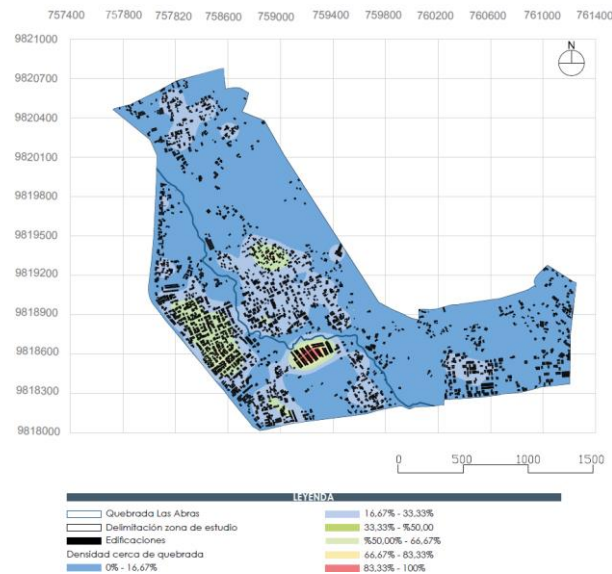 757400 757800 758200 758600 759000 759400 759800 760200 760600 761000 761400
9821000
N
9820700
9820400
9820100
9819800
9819500
9819200
9818900
9818600
9818300
9818000
0 500 1000 1500
LEYENDA
Quebrada Las Abras
Delimitación zona de estudio
Edificaciones
Densidad cerca de quebrada
0% - 16,67%
16,67% - 33,33%
33,33% - %50,00
%50,00% - 66,67%
66,67% - 83,33%
83,33% - 100%